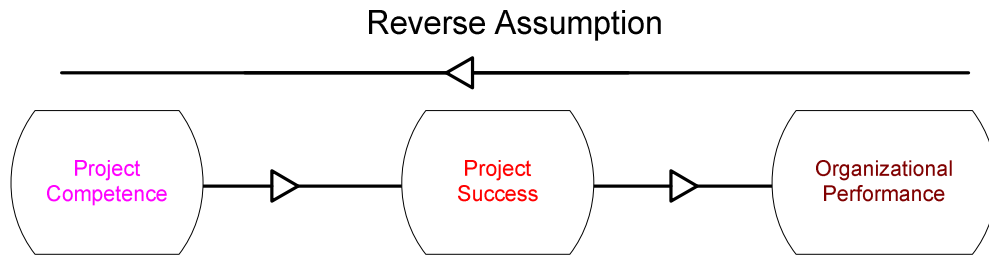 Reverse Assumption
Project
Competence
Project
Success
Organizational
Performance